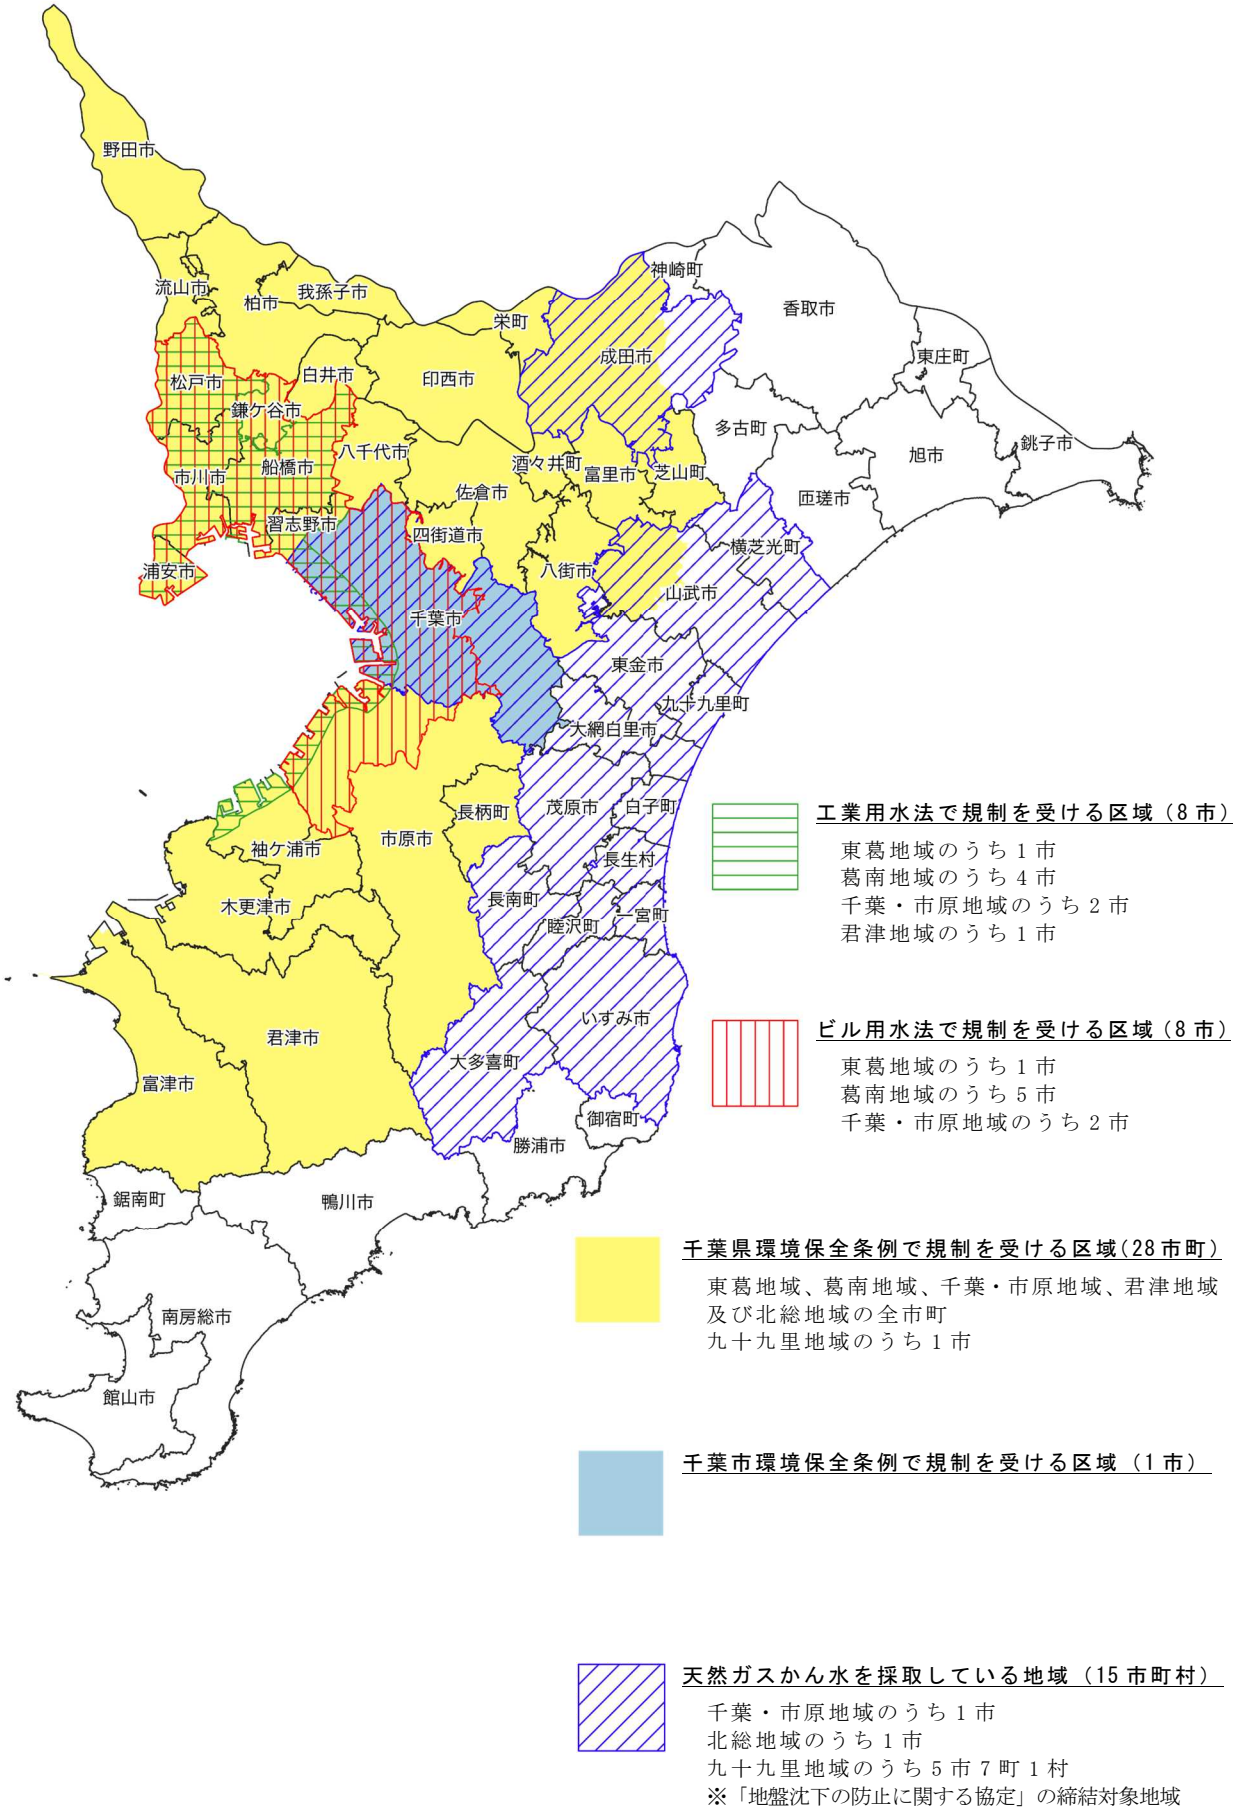 野田市
流山市
柏市
我孫子市
栄町
神崎町
香取市
成田市
東庄町
松戸市
白井市
印西市
鎌ケ谷市
多古町
銚子市
八千代市
旭市
船橋市
酒々井町
富里市
芝山町
市川市
佐倉市
匝瑳市
習志野市
四街道市
横芝光町
浦安市
八街市
山武市
千葉市
東金市
九十九里町
大網白里市
茂原市
白子町
長柄町
市原市
袖ケ浦市
長生村
長南町
木更津市
睦沢町
一宮町
いすみ市
君津市
大多喜町
富津市
御宿町
勝浦市
鋸南町
鴨川市
南房総市
館山市
工業用水法で規制を受ける区域(8市)
東葛地域のうち1市
葛南地域のうち4市
千葉・市原地域のうち2市
君津地域のうち1市
ビル用水法で規制を受ける区域(8市)
東葛地域のうち1市
葛南地域のうち5市
千葉・市原地域のうち2市
千葉県環境保全条例で規制を受ける区域(28市町)
東葛地域、葛南地域、千葉・市原地域、君津地域
及び北総地域の全市町
九十九里地域のうち1市
千葉市環境保全条例で規制を受ける区域(1市)
天然ガスかん水を採取している地域(15市町村)
千葉・市原地域のうち1市
北総地域のうち1市
九十九里地域のうち5市7町1村
※「地盤沈下の防止に関する協定」の締結対象地域